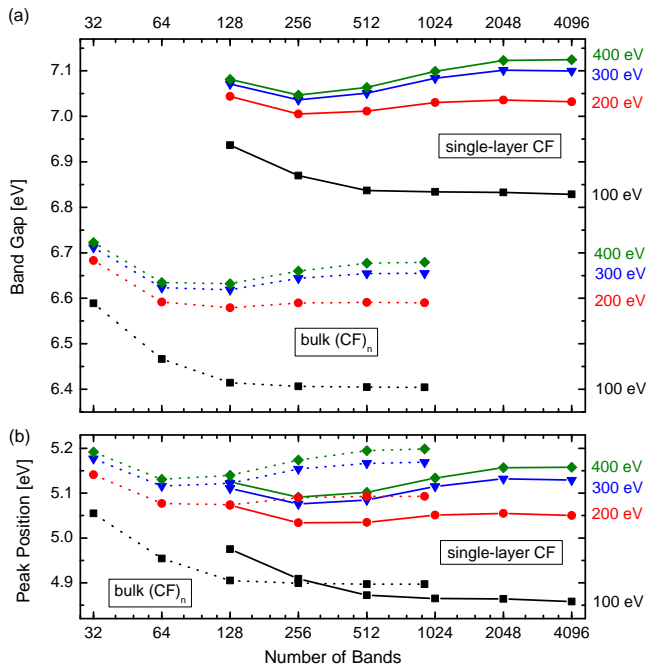 (a)
32 64 128 256 512 1024 2048 4096
7.1
7.0
6.9
6.8
6.7
6.6
6.5
6.4
Band Gap [eV]
400 eV
300 eV
200 eV
single-layer CF
100 eV
400 eV
300 eV
200 eV
bulk (CF)n
100 eV
(b)
5.2
5.1
5.0
4.9
Peak Position [eV]
400 eV
300 eV
200 eV
single-layer CF
bulk (CF)n
100 eV
32 64 128 256 512 1024 2048 4096
Number of Bands